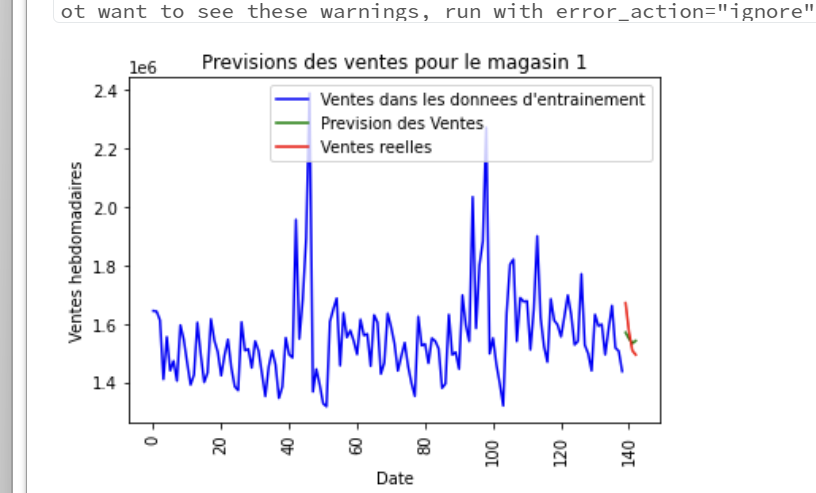 ot want to see these warnings, run with error_action="ignore"
Previsions des ventes pour le magasin 1
1e6
2.4
2.2
2.0
1.8
1.6
1.4
Ventes hebdomadaires
Ventes dans les donnees d'entrainement
Prevision des Ventes
Ventes reelles
0
20
40
60
80
100
120
140
Date